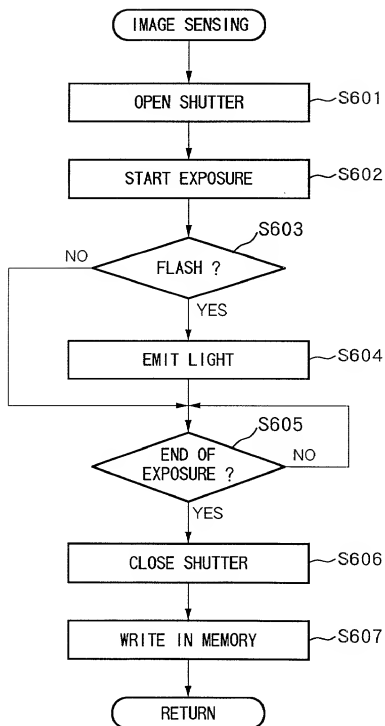 IMAGE SENSING
OPEN SHUTTER
S601
START EXPOSURE
S602
S603
NO
FLASH ?
YES
EMIT LIGHT
S604
S605
END OF
EXPOSURE ?
NO
YES
CLOSE SHUTTER
S606
WRITE IN MEMORY
S607
RETURN